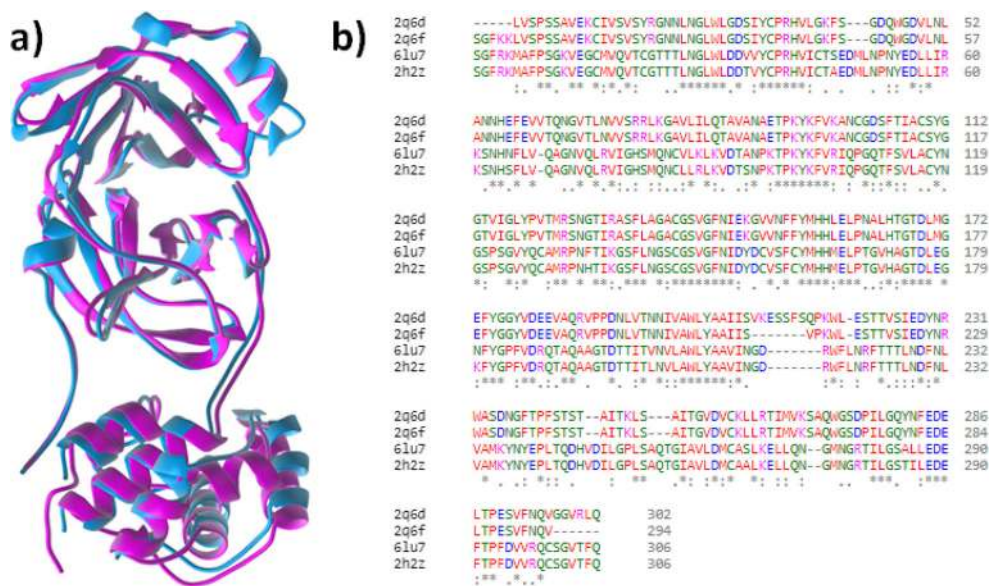 a)
b)
2q6d -----LVSPSSAVEKCIVSVSYRGNNLNGLWLGDSIYCPRHVLGKFS---GDQWGDVLNL 52
2q6f SGFKKLVSPSSAVEKCIVSVSYRGNNLNGLWLGDSIYCPRHVLGKFS---GDQWGDVLNL 57
6lu7 SGFRKMAFPSGKVEGCMVQVTCGTTTLNGLWLDDVVYCPRHVICTSEDMLNPNYEDLLIR 60
2h2z SGFRKMAFPSGKVEGCMVQVTCGTTTLNGLWLDDTVYCPRHVICTAEDMLNPNYEDLLIR 60
:. **. ** *:*.*: ..******.* :******: . . :: *:*
2q6d ANNHEFEVVTQNGVTLNVVSRRLKGAVLILQTAVANAETPKYKFVKANCGDSFTIACSYG 112
2q6f ANNHEFEVVTQNGVTLNVVSRRLKGAVLILQTAVANAETPKYKFVKANCGDSFTIACSYG 117
6lu7 KSNHNFLV-QAGNVQLRVIGHSMQNCVLKLKVDTANPKTPKYKFVRIQPGQTFSVLACYN 119
2h2z KSNHSFLV-QAGNVQLRVIGHSMQNCLLRLKVDTSNPKTPKYKFVRIQPGQTFSVLACYN 119
.**.* * ..* *.*:.: ::..:* *:. .:*.:*******: : *::*:: ..*.
2q6d GTVIGLYPVTMRSNGTIRASFLAGACGSVGFNIEKGVVNFFYMHHLELPNALHTGTDLMG 172
2q6f GTVIGLYPVTMRSNGTIRASFLAGACGSVGFNIEKGVVNFFYMHHLELPNALHTGTDLMG 177
6lu7 GSPSGVYQCAMRPNFTIKGSFLNGSCGSVGFNIDYDCVSFCYMHHMELPTGVHAGTDLEG 179
2h2z GSPSGVYQCAMRPNHTIKGSFLNGSCGSVGFNIDYDCVSFCYMHHMELPTGVHAGTDLEG 179
*: *:* :**.* **:.*** *:********: . *.* ****:***..:*:**** *
2q6d EFYGGYVDEEVAQRVPPDNLVTNNIVAWLYAAIISVKESSFSQPKWL-ESTTVSIEDYNR 231
2q6f EFYGGYVDEEVAQRVPPDNLVTNNIVAWLYAAIIS--------VPKWL-ESTTVSIEDYNR 229
6lu7 NFYGPFVDRQTAQAAGTDTTITVNVLAWLYAAVINGD-------RWFLNRFTTTLNDFNL 232
2h2z KFYGPFVDRQTAQAAGTDTTITLNVLAWLYAAVINGD-------RWFLNRFTTTLNDFNL 232
:*** :**.:.** . .*. :* *::******:*. *: : *.:::*:*
2q6d WASDNGFTPFSTST--AITKLS---AITGVDVCKLLRTIMVKSAQWGSDPILGQYNFEDE 286
2q6f WASDNGFTPFSTST--AITKLS---AITGVDVCKLLRTIMVKSAQWGSDPILGQYNFEDE 284
6lu7 VAMKYNYEPLTQDHVDILGPLSAQTGIAVLDMCASLKELLQN--GMNGRTILGSALLEDE 290
2h2z VAMKYNYEPLTQDHVDILGPLSAQTGIAVLDMCAALKELLQN--GMNGRTILGSTILEDE 290
* . .: *:: . : ** .*: :*:* *: :: : .. .***. :***
2q6d LTPESVFNQVGGVRLQ 302
2q6f LTPESVFNQV------ 294
6lu7 FTPFDVVRQCSGVTFQ 306
2h2z FTPFDVVRQCSGVTFQ 306
:** .*..*